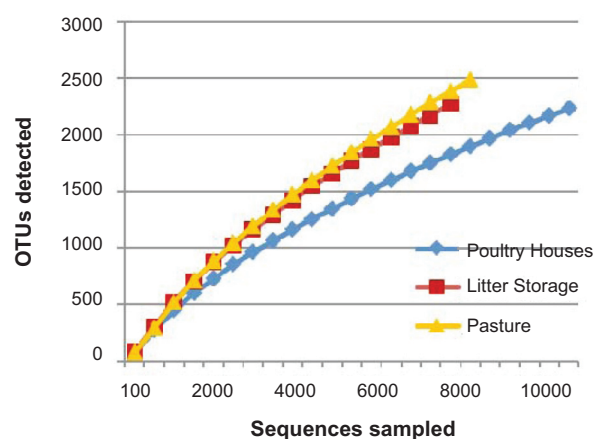 3000
2500
2000
1500
1000
500
0
OTUs detected
Poultry Houses
Litter Storage
Pasture
100 2000 4000 6000 8000 10000
Sequences sampled